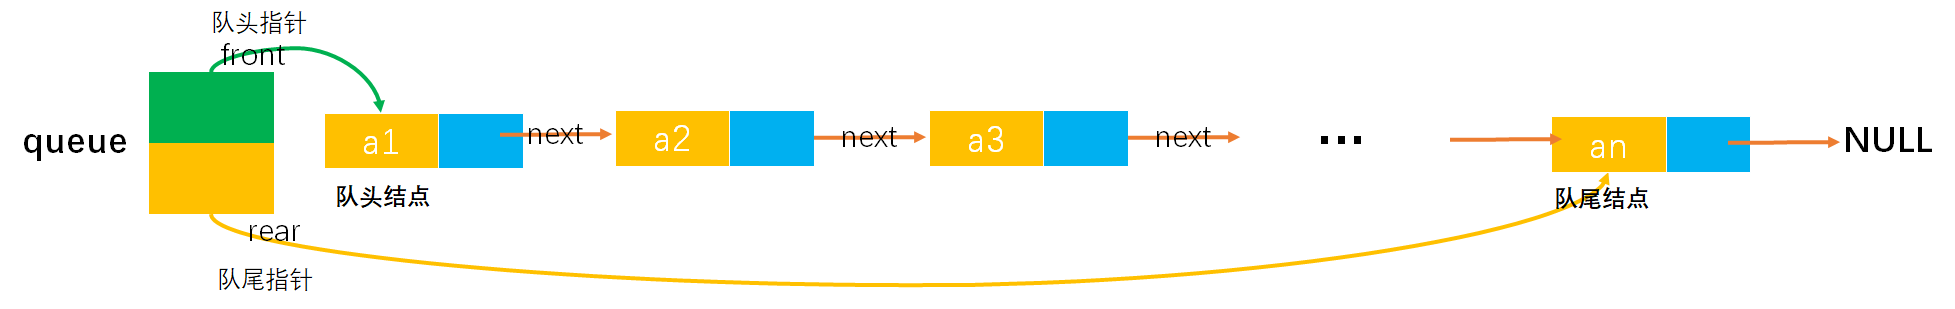 队头指针
front
queue
a1
next
a2
next
a3
next
...
an
NULL
队头结点
队尾结点
rear
队尾指针